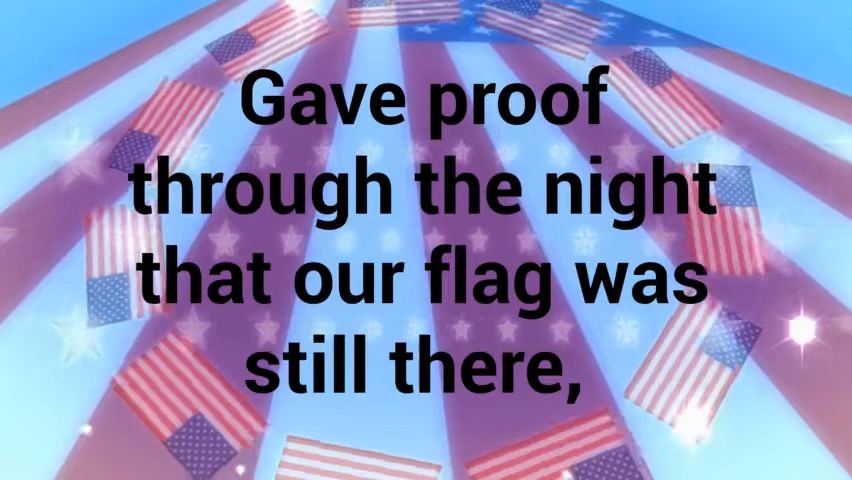 Gave proof
through the night
that our flag was
still there,